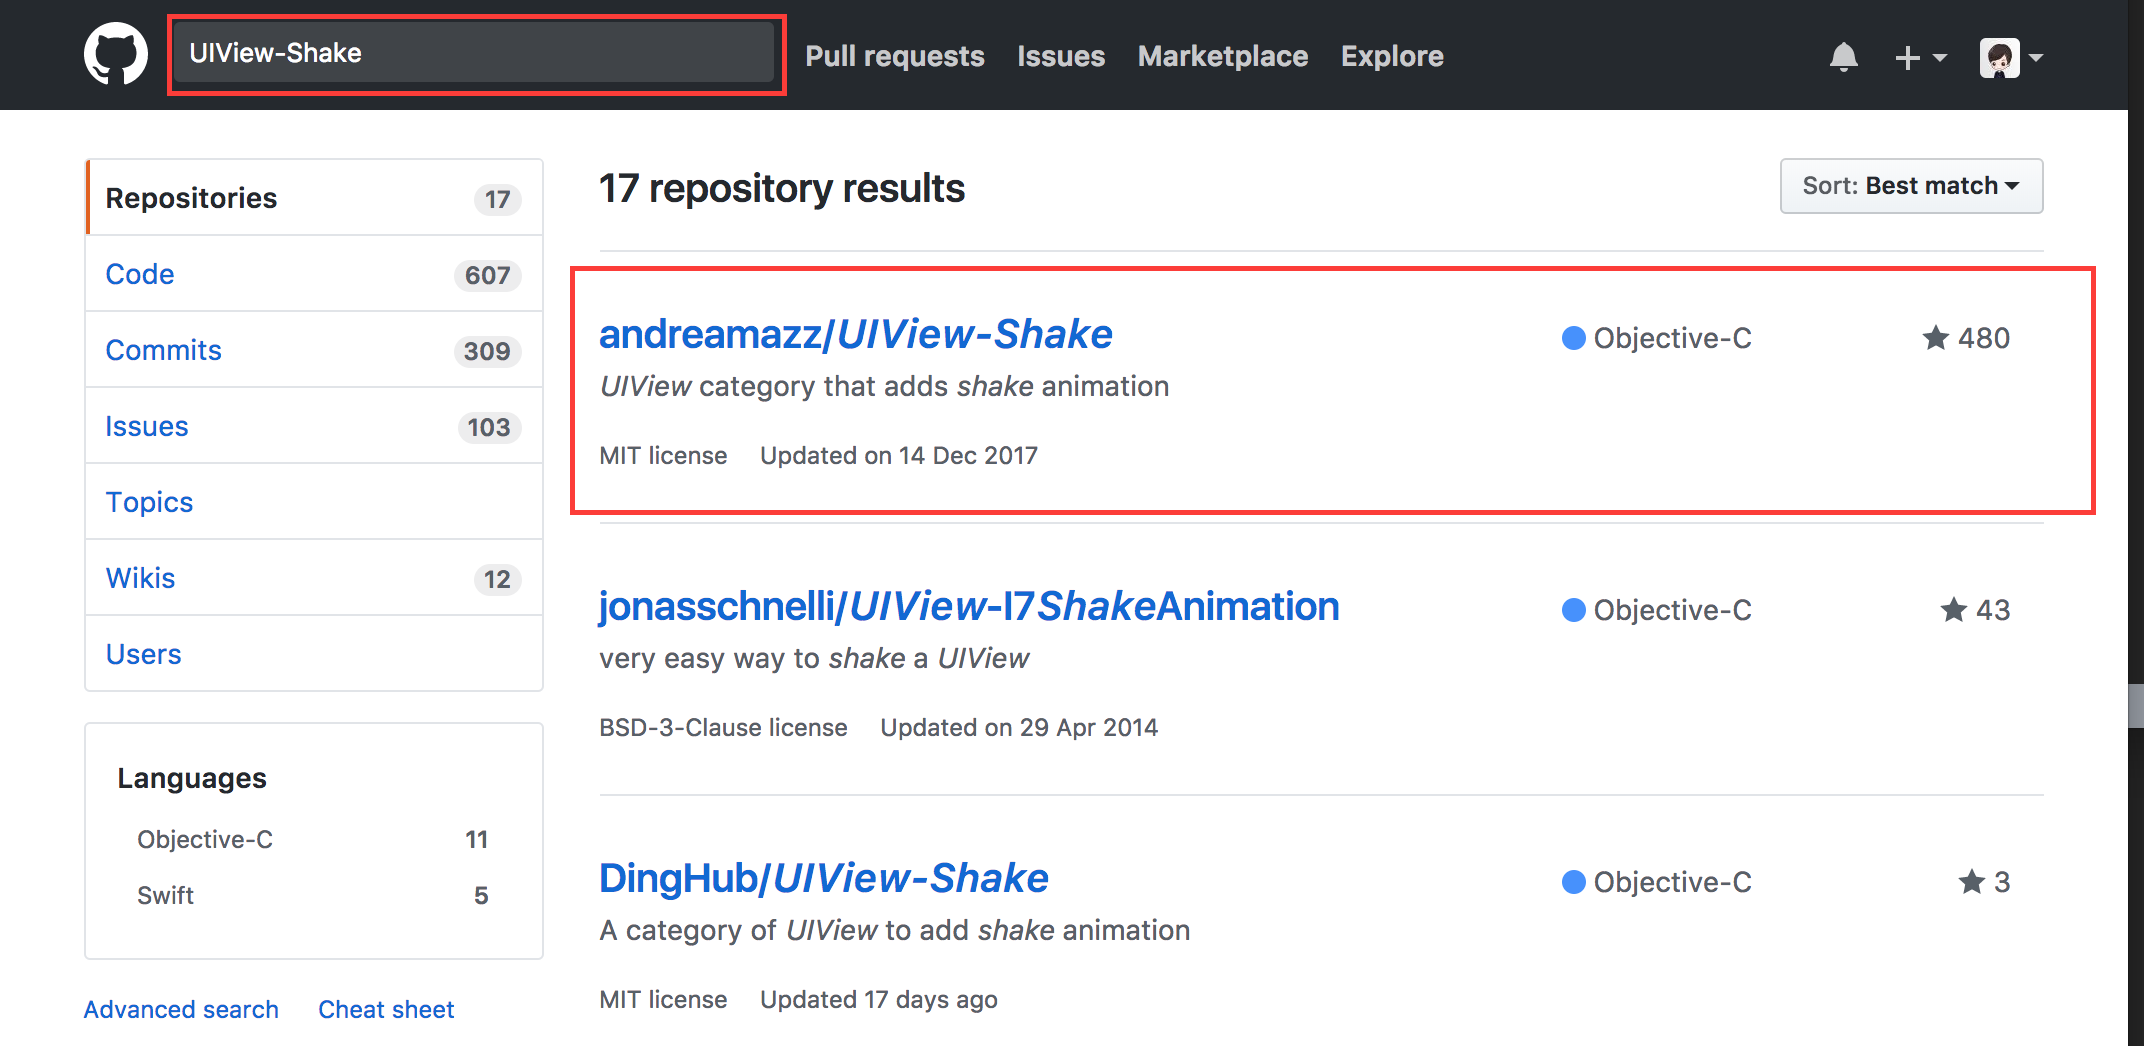 UIView-Shake
Pull requests Issues Marketplace Explore
Repositories 17
Code 607
Commits 309
Issues 103
Topics
Wikis 12
Users
Languages
Objective-C 11
Swift 5
Advanced search Cheat sheet
17 repository results
Sort: Best match
andreamazz/UIView-Shake Objective-C 480
UIView category that adds shake animation
MIT license Updated on 14 Dec 2017
jonasschnelli/UIView-I7ShakeAnimation Objective-C 43
very easy way to shake a UIView
BSD-3-Clause license Updated on 29 Apr 2014
DingHub/UIView-Shake Objective-C 3
A category of UIView to add shake animation
MIT license Updated 17 days ago